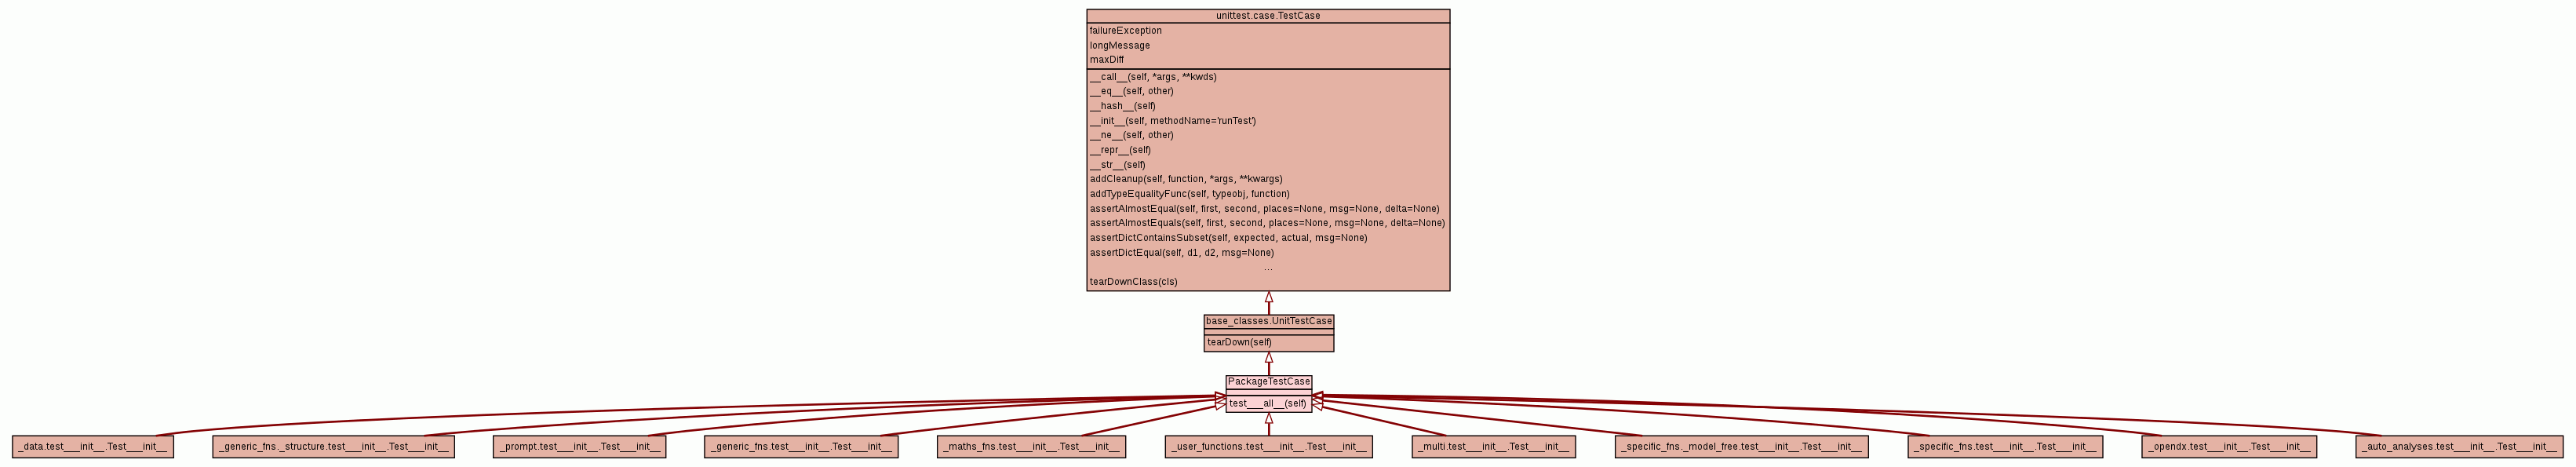 unittest.case.TestCase
failureException
longMessage
maxDiff
__call__(self, *args, **kwds)
__eq__(self, other)
__hash__(self)
__init__(self, methodName='runTest')
__ne__(self, other)
__repr__(self)
__str__(self)
addCleanup(self, function, *args, **kwargs)
addTypeEqualityFunc(self, typeobj, function)
assertAlmostEqual(self, first, second, places=None, msg=None, delta=None)
assertAlmostEquals(self, first, second, places=None, msg=None, delta=None)
assertDictContainsSubset(self, expected, actual, msg=None)
assertDictEqual(self, d1, d2, msg=None)
...
tearDownClass(cls)
base_classes.UnitTestCase
tearDown(self)
PackageTestCase
test___all__(self)
_data.test___init__.Test___init__
_generic_fns._structure.test___init__.Test___init__
_prompt.test___init__.Test___init__
_generic_fns.test___init__.Test___init__
_maths_fns.test___init__.Test___init__
_user_functions.test___init__.Test___init__
_multi.test___init__.Test___init__
_specific_fns._model_free.test___init__.Test___init__
_specific_fns.test___init__.Test___init__
_opendx.test___init__.Test___init__
_auto_analyses.test___init__.Test___init__